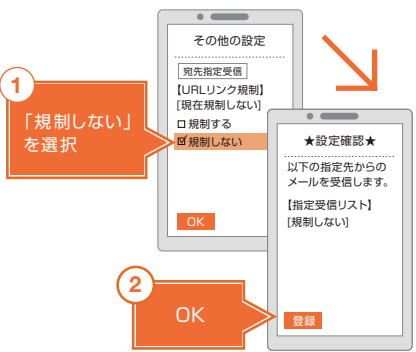 その他の設定
宛先指定受信
【URLリンク規制】
[現在規制しない]
規制する
規制しない
OK
1
「規制しない」
を選択
★設定確認★
以下の指定先からの
メールを受信します。
【指定受信リスト】
[規制しない]
登録
2
OK